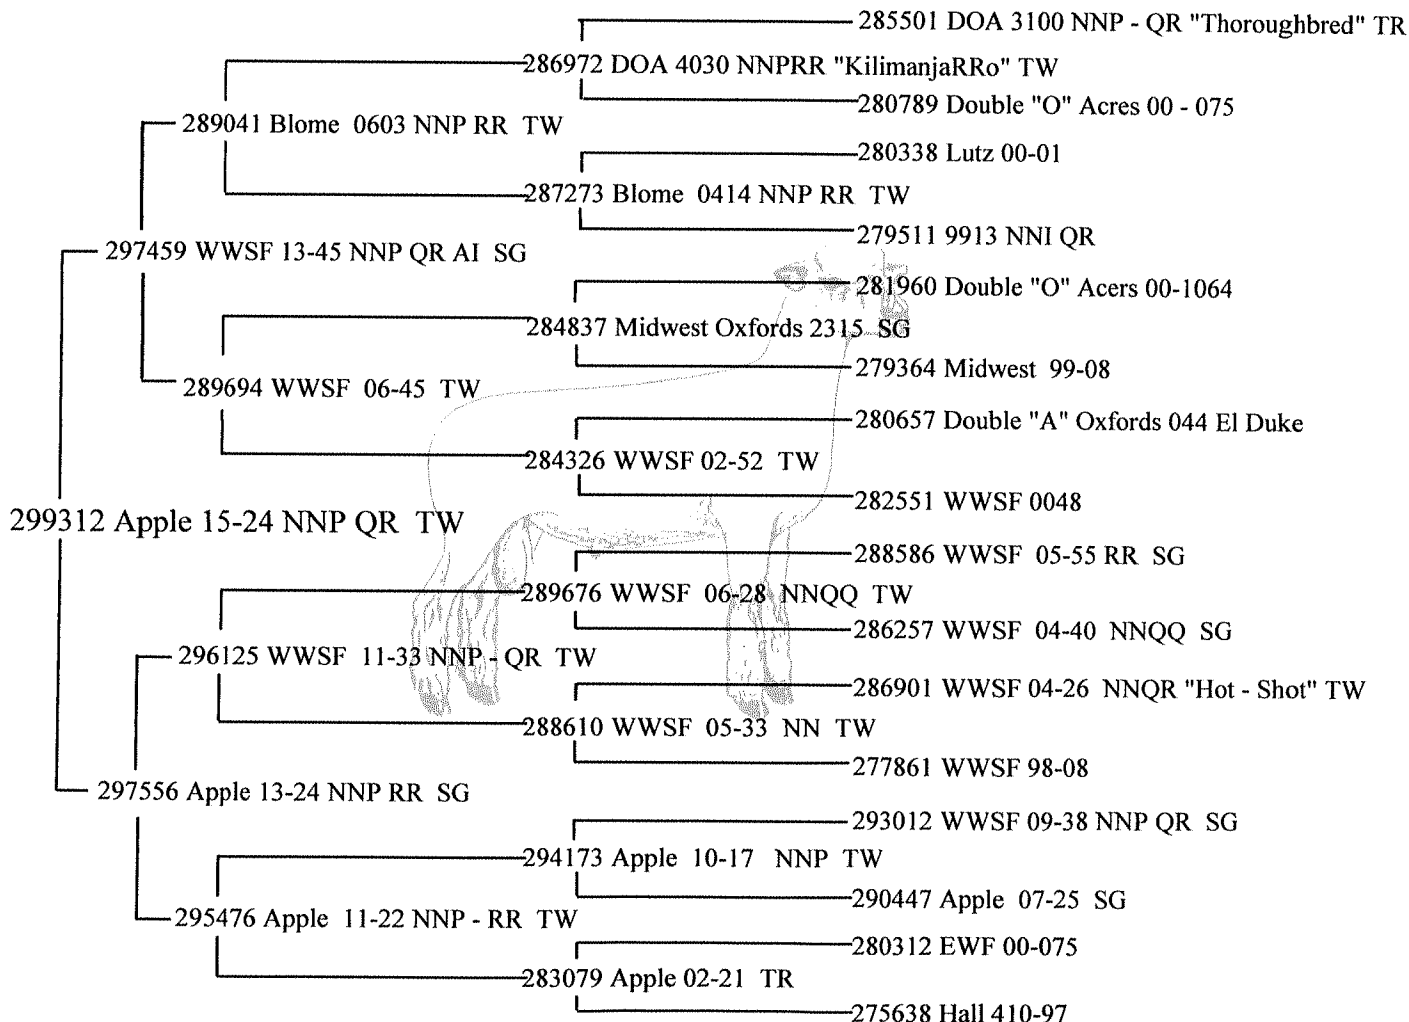 285501 DOA 3100 NNP - QR "Thoroughbred" TR
286972 DOA 4030 NNPRR "KilimanjaRRo" TW
280789 Double "O" Acres 00 - 075
289041 Blome 0603 NNP RR TW
280338 Lutz 00-01
287273 Blome 0414 NNP RR TW
279511 9913 NNI QR
297459 WWSF 13-45 NNP QR AI SG
281960 Double "O" Acers 00-1064
284837 Midwest Oxfords 2315 SG
279364 Midwest 99-08
289694 WWSF 06-45 TW
280657 Double "A" Oxfords 044 El Duke
284326 WWSF 02-52 TW
282551 WWSF 0048
299312 Apple 15-24 NNP QR TW
288586 WWSF 05-55 RR SG
289676 WWSF 06-28 NNQQ TW
286257 WWSF 04-40 NNQQ SG
296125 WWSF 11-33 NNP - QR TW
286901 WWSF 04-26 NNQR "Hot - Shot" TW
288610 WWSF 05-33 NN TW
277861 WWSF 98-08
297556 Apple 13-24 NNP RR SG
293012 WWSF 09-38 NNP QR SG
294173 Apple 10-17 NNP TW
290447 Apple 07-25 SG
295476 Apple 11-22 NNP - RR TW
280312 EWF 00-075
283079 Apple 02-21 TR
275638 Hall 410-97